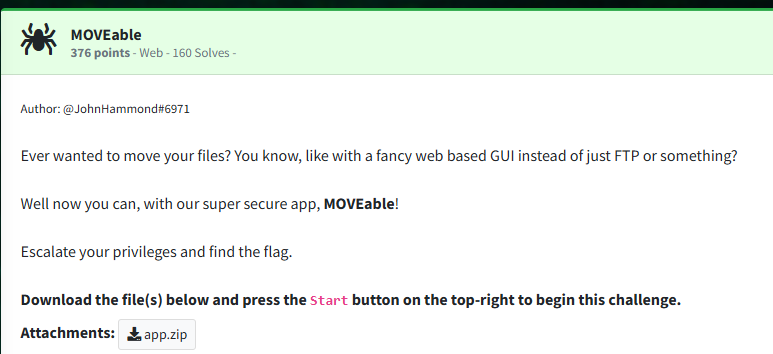 MOVEable
376 points - Web - 160 Solves -
Author: @JohnHammond#6971
Ever wanted to move your files? You know, like with a fancy web based GUI instead of just FTP or something?
Well now you can, with our super secure app, MOVEable!
Escalate your privileges and find the flag.
Download the file(s) below and press the Start button on the top-right to begin this challenge.
Attachments: app.zip